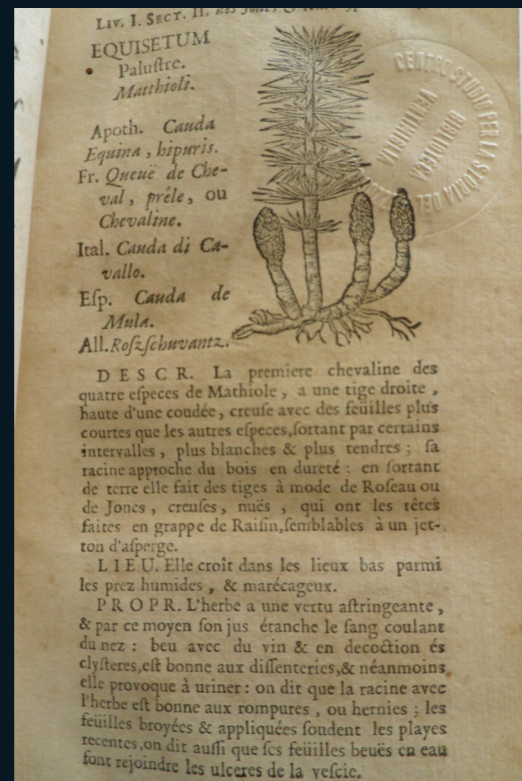 LIV. I. SECT. II. Des Joncs &
EQUISETUM
Paluſtre.
Matthioli.
Apoth. Cauda
Equina, hipuris.
Fr. Queuë de Che-
val, prêle, ou
Chevaline.
Ital. Cauda di Ca-
vallo.
Eſp. Cauda de
Mula.
All. Roſzſchuvantz.
CENTRO STUDIO PER LA STORIA DEL
DESCR. La premiere chevaline des
quatre eſpeces de Mathiole, a une tige droite,
haute d'une coudée, creuſe avec des feüilles plus
courtes que les autres eſpeces, ſortant par certains
intervalles, plus blanches & plus tendres; ſa
racine approche du bois en dureté: en ſortant
de terre elle fait des tiges à mode de Roſeau ou
de Joncs, creuſes, nuës, qui ont les têtes
faites en grappe de Raiſin, ſemblables à un jet-
ton d'aſperge.
LIEU. Elle croît dans les lieux bas parmi
les prez humides, & marécageux.
PROPR. L'herbe a une vertu aſtringeante,
& par ce moyen ſon jus étanche le ſang coulant
du nez: beu avec du vin & en decoction és
clyſteres, eſt bonne aux diſſenteries, & néanmoins
elle provoque à uriner: on dit que la racine avec
l'herbe eſt bonne aux rompures, ou hernies; les
feüilles broyées & appliquées ſoudent les playes
recentes, on dit auſſi que ſes feüilles beuës en eau
font rejoindre les ulceres de la veſcie.